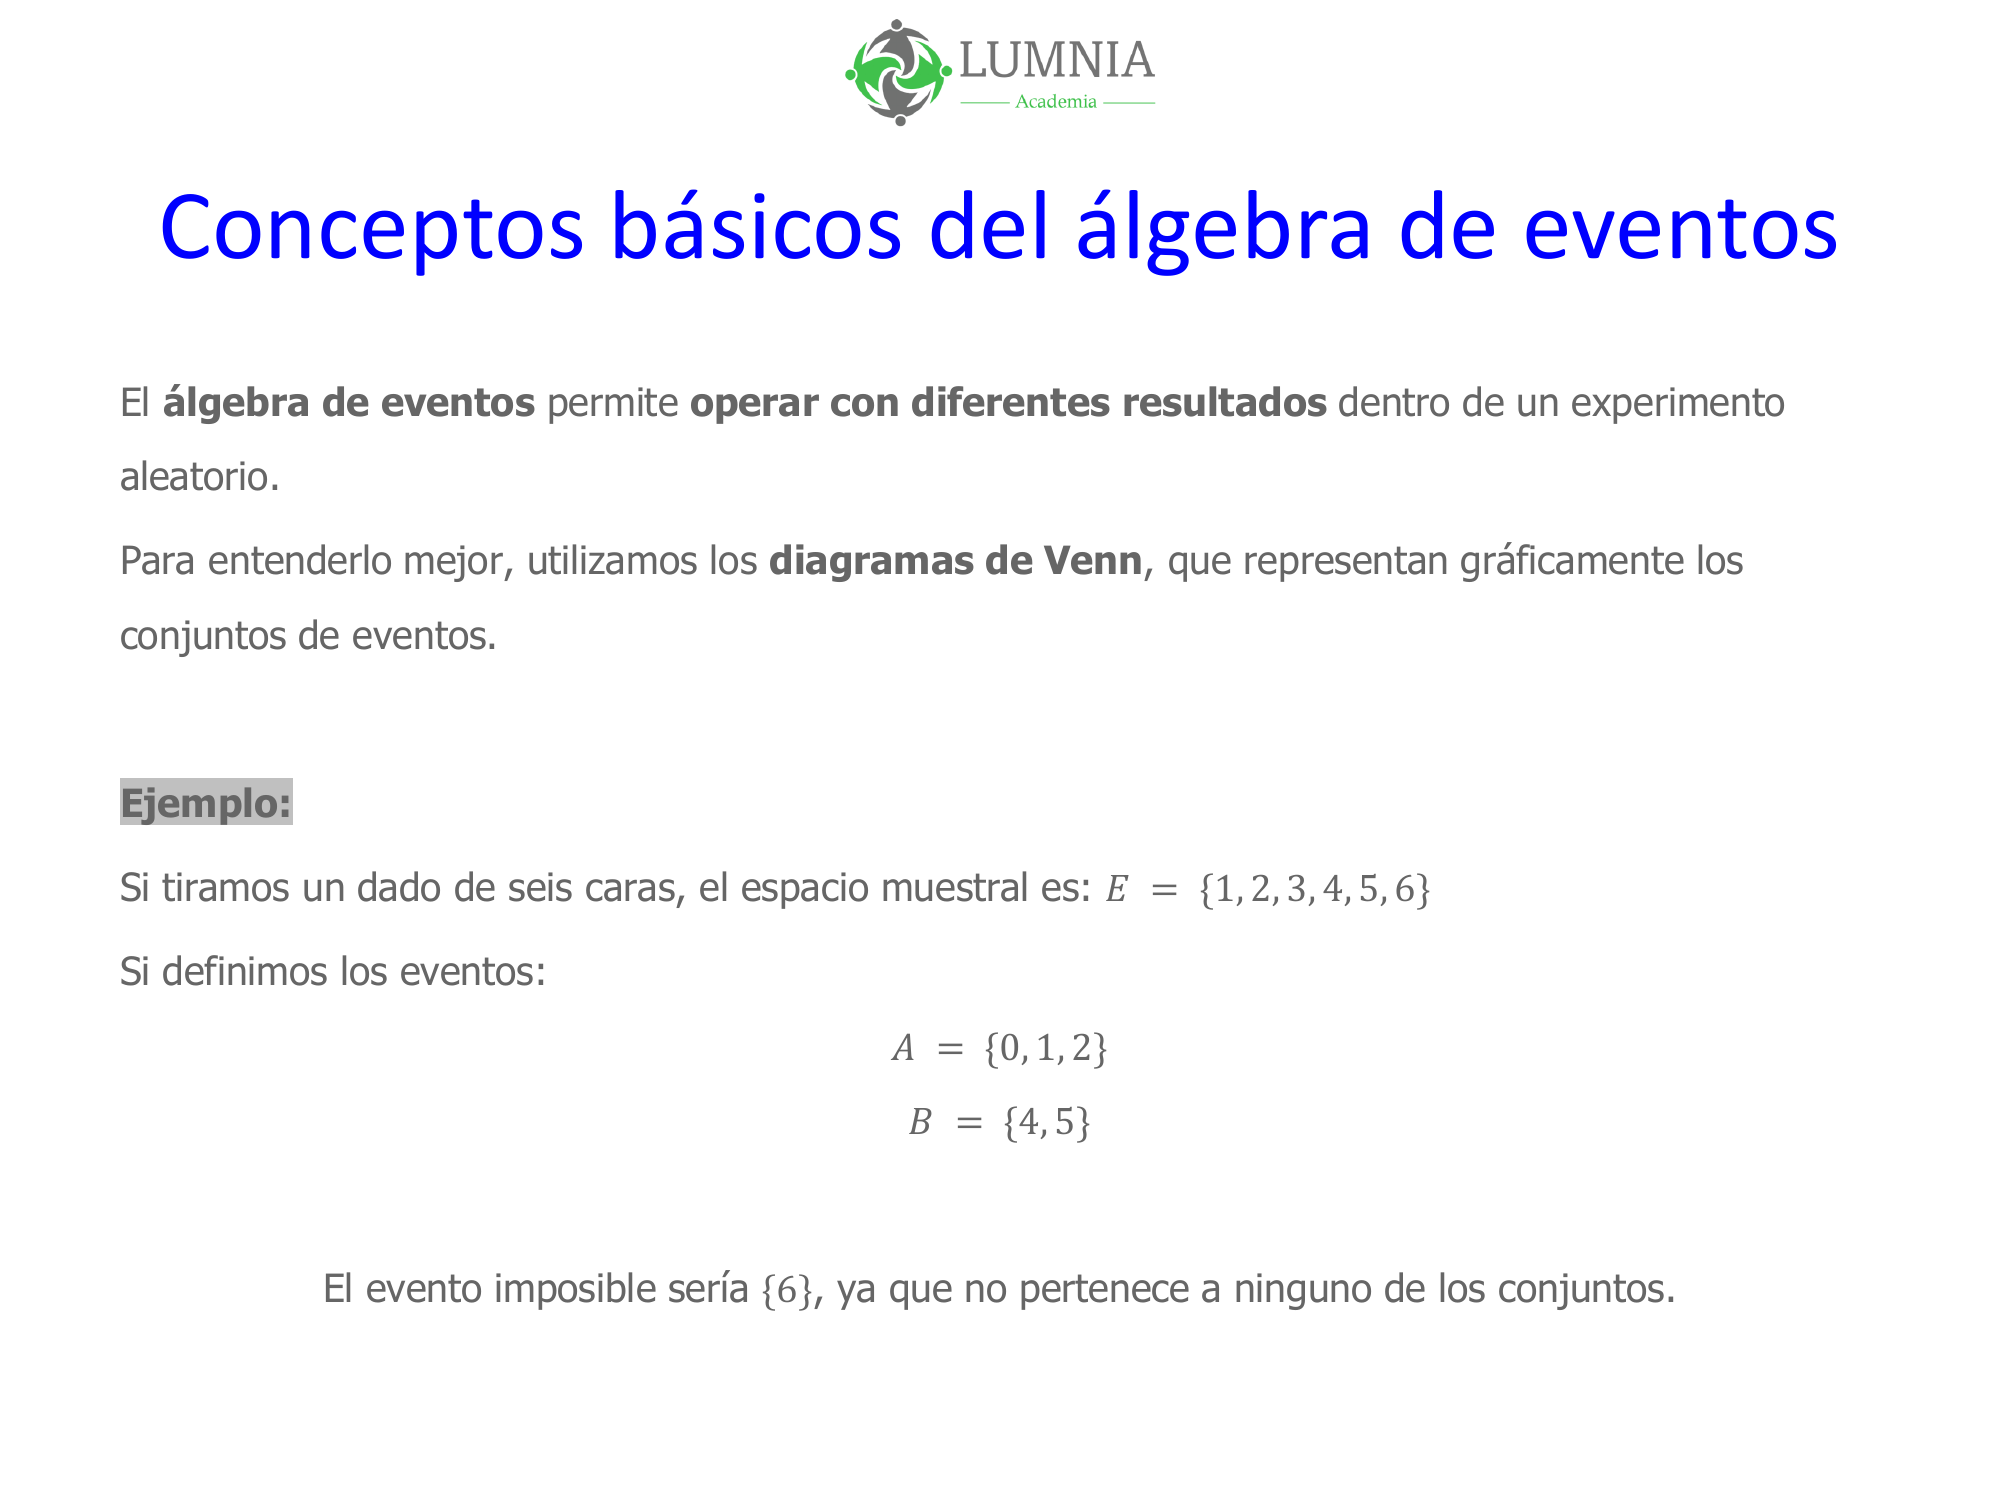 LUMNIA
Academia
Conceptos básicos del álgebra de eventos
El álgebra de eventos permite operar con diferentes resultados dentro de un experimento
aleatorio.
Para entenderlo mejor, utilizamos los diagramas de Venn, que representan gráficamente los
conjuntos de eventos.
Ejemplo:
Si tiramos un dado de seis caras, el espacio muestral es: E = {1, 2, 3, 4, 5, 6}
Si definimos los eventos:
A = {0, 1, 2}
B = {4, 5}
El evento imposible sería {6}, ya que no pertenece a ninguno de los conjuntos.